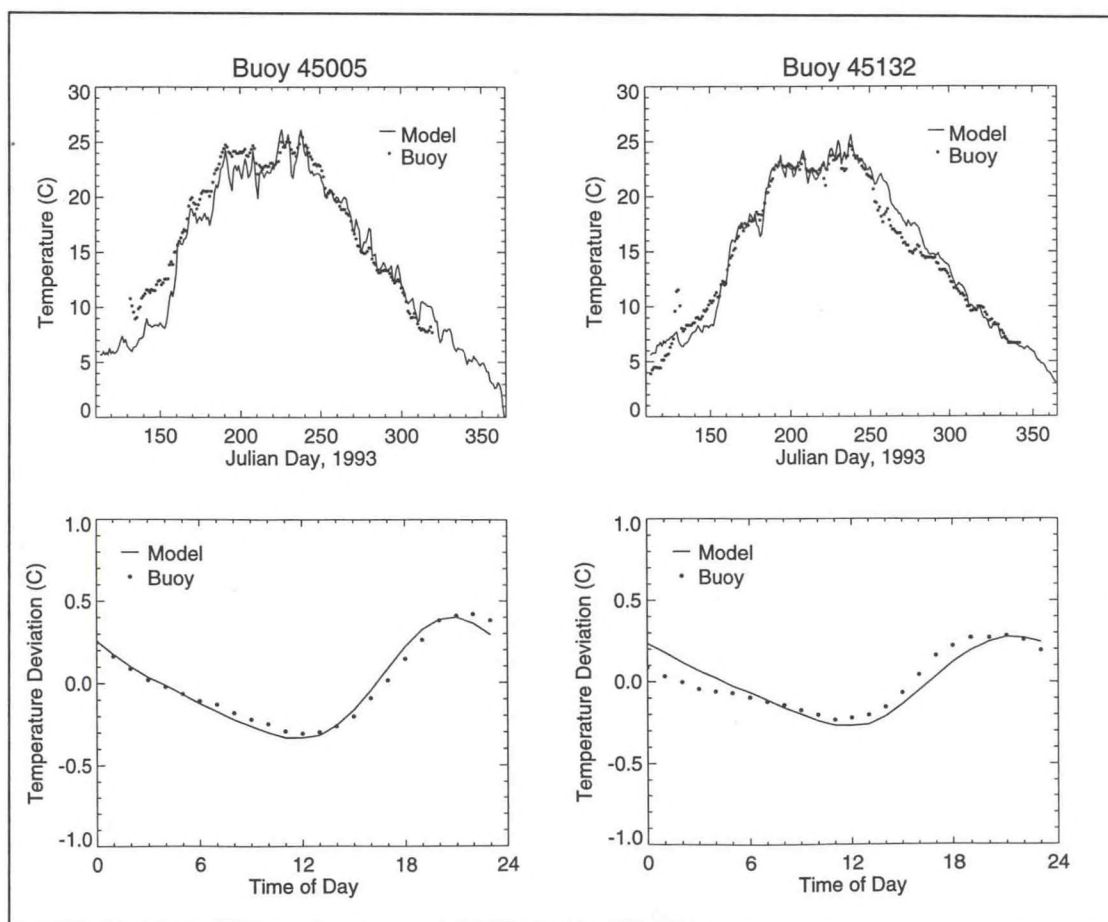 Buoy 45005
Temperature (C)
30
25
20
15
10
5
0
Model
Buoy
150 200 250 300 350
Julian Day, 1993
Buoy 45132
Temperature (C)
30
25
20
15
10
5
0
Model
Buoy
150 200 250 300 350
Julian Day, 1993
Temperature Deviation (C)
1.0
0.5
0.0
-0.5
-1.0
Model
Buoy
0 6 12 18 24
Time of Day
Temperature Deviation (C)
1.0
0.5
0.0
-0.5
-1.0
Model
Buoy
0 6 12 18 24
Time of Day